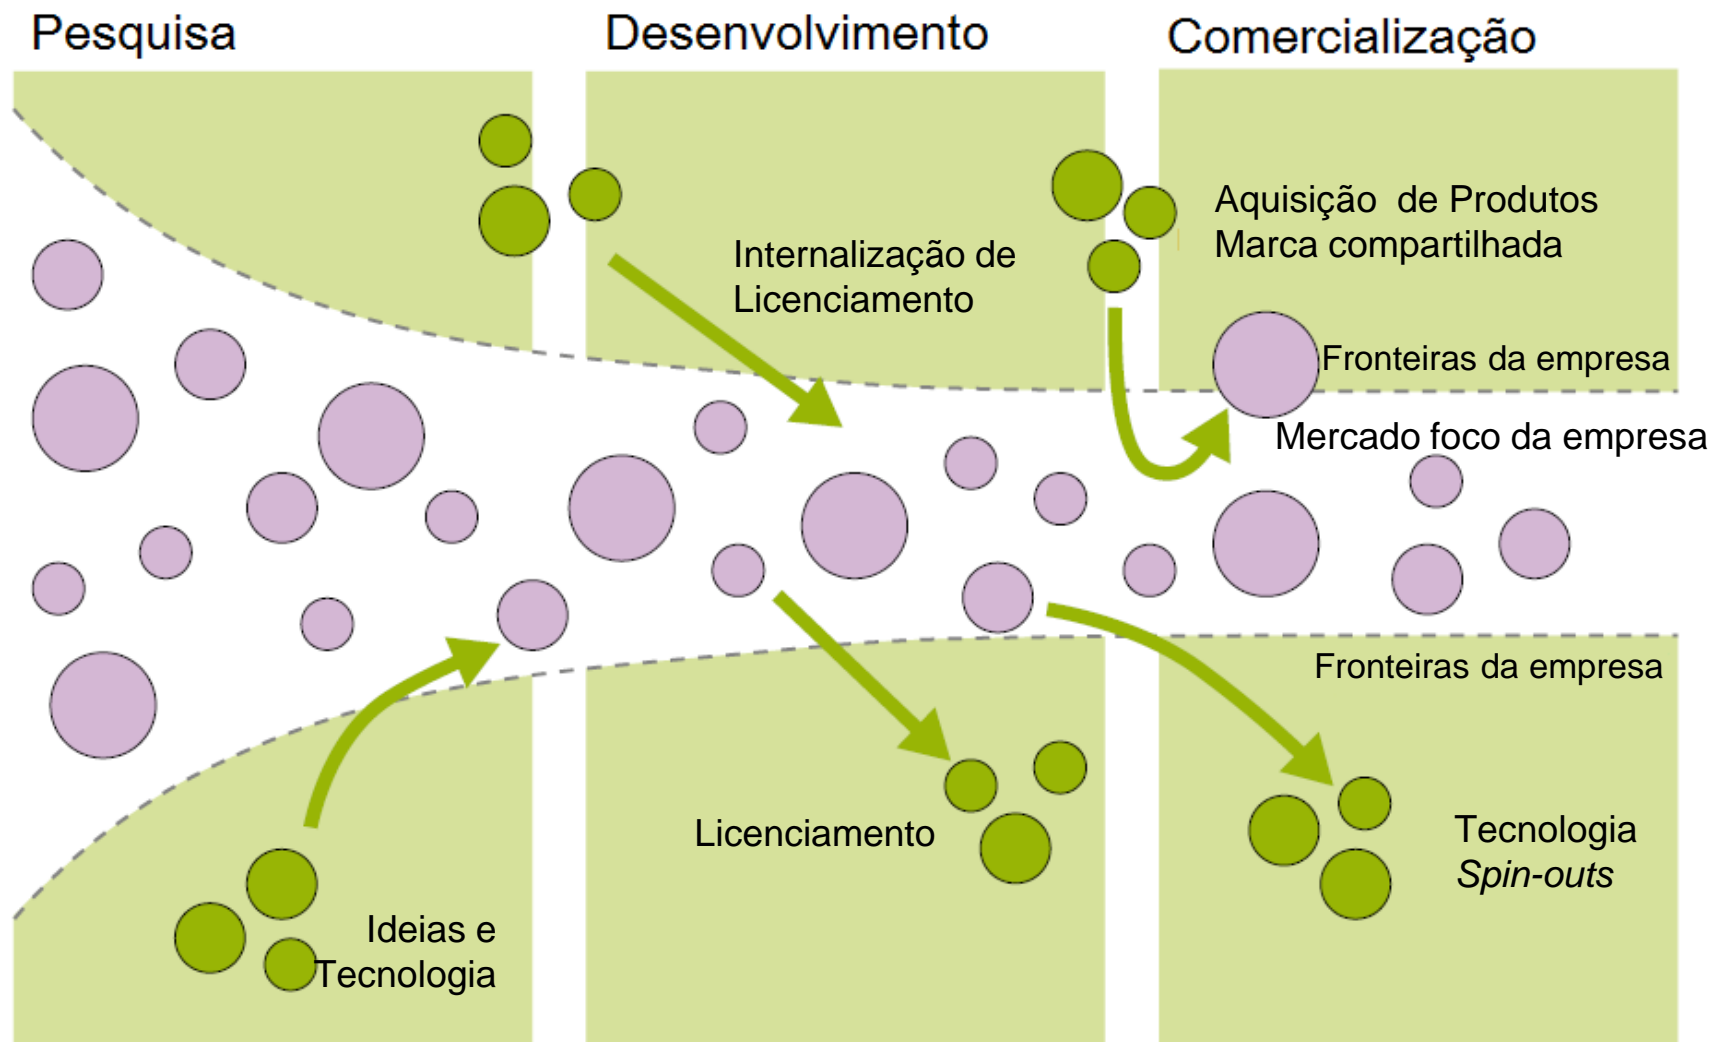 Pesquisa
Desenvolvimento
Comercialização
Aquisição de Produtos
Marca compartilhada
Internalização de
Licenciamento
Fronteiras da empresa
Mercado foco da empresa
Fronteiras da empresa
Licenciamento
Tecnologia
Spin-outs
Ideias e
Tecnologia